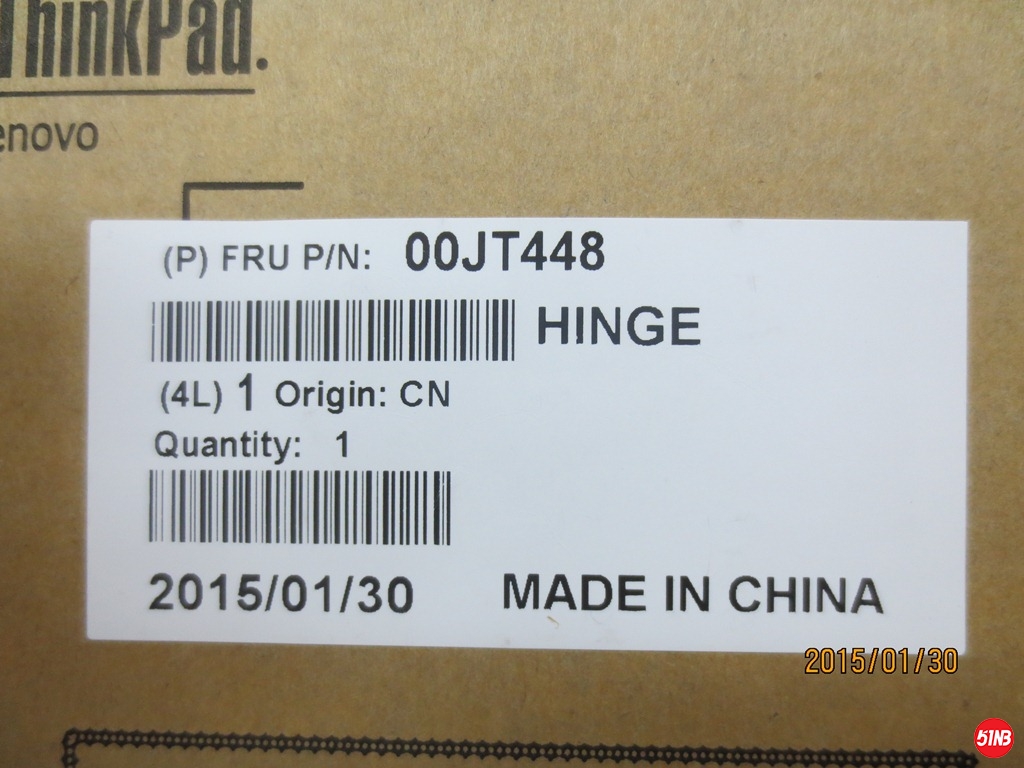 ThinkPad.
enovo
(P) FRU P/N: 00JT448
HINGE
(4L) 1 Origin: CN
Quantity: 1
2015/01/30 MADE IN CHINA
2015/01/30
51NB